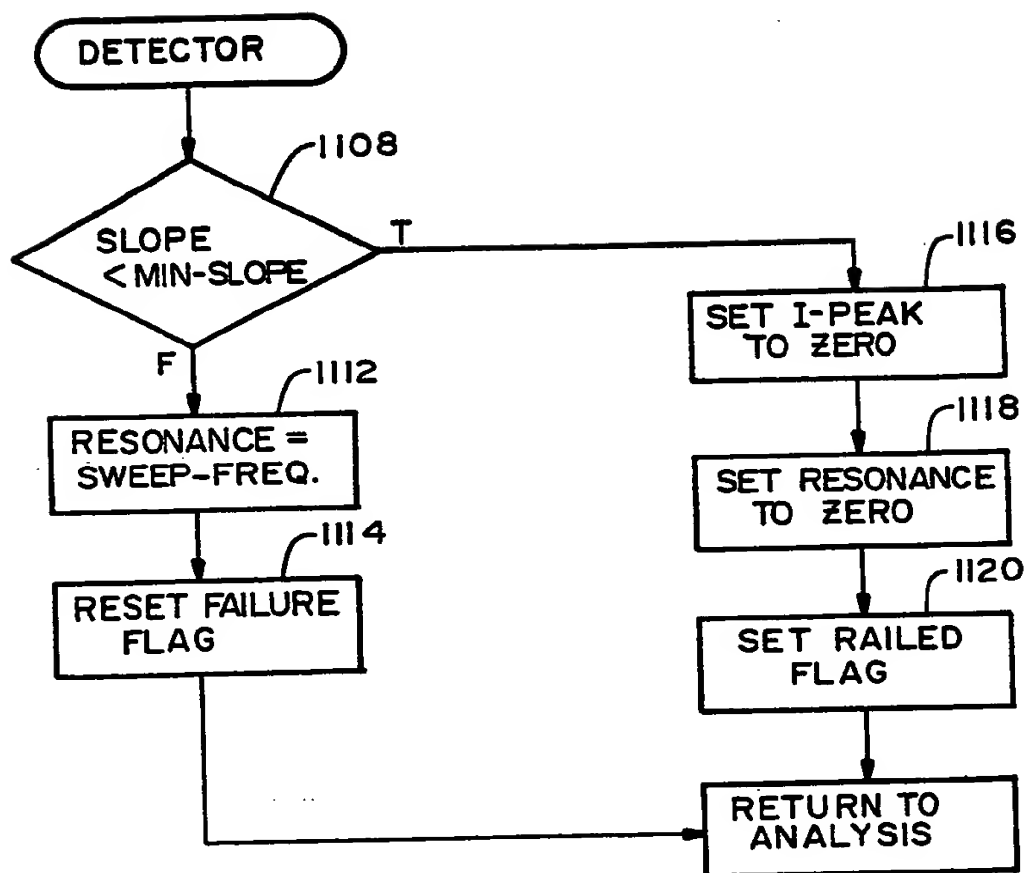 DETECTOR
1108
SLOPE
< MIN-SLOPE
T
F
1112
RESONANCE =
SWEEP-FREQ.
1114
RESET FAILURE
FLAG
1116
SET I-PEAK
TO ZERO
1118
SET RESONANCE
TO ZERO
1120
SET RAILED
FLAG
RETURN TO
ANALYSIS